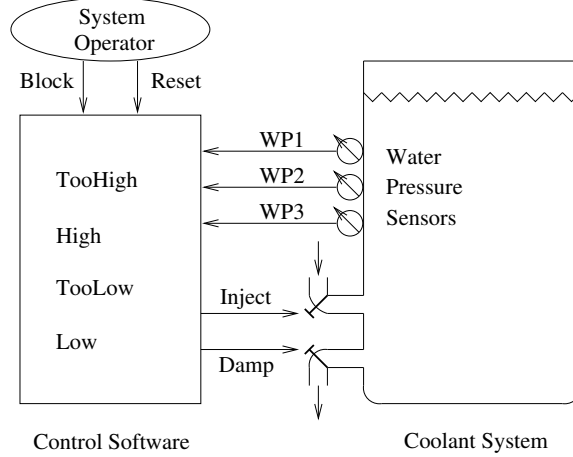 System
Operator
Block
Reset
WP1
WP2
WP3
Water
Pressure
Sensors
TooHigh
High
TooLow
Low
Inject
Damp
Control Software
Coolant System